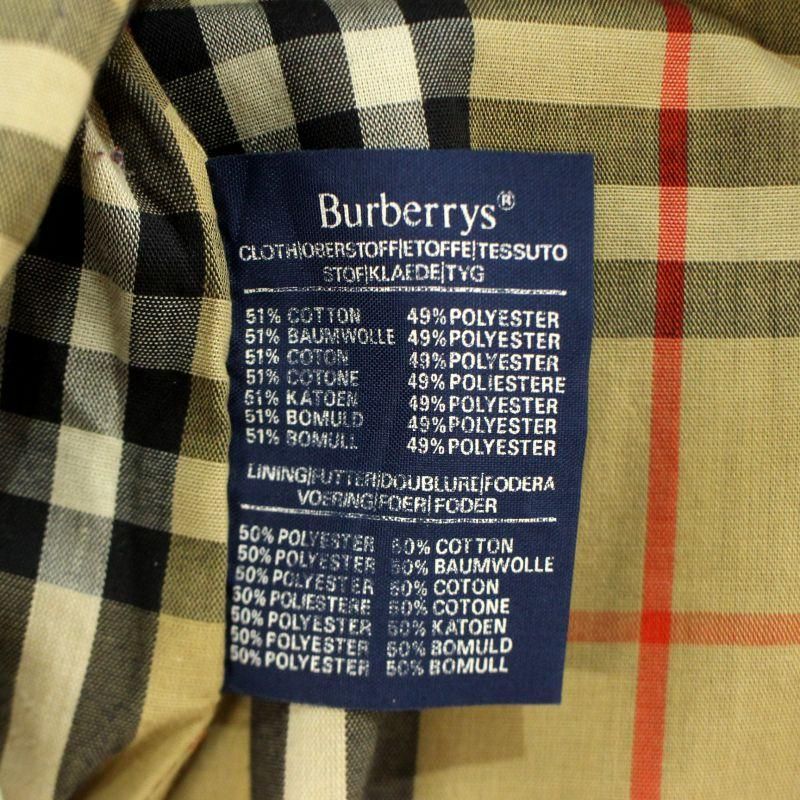 Burberrys®
CLOTH|OBERSTOFF|ETOFFE|TESSUTO
STOF|KLAEDE|TYG
51% COTTON 49% POLYESTER
51% BAUMWOLLE 49% POLYESTER
51% COTON 49% POLYESTER
51% COTONE 49% POLIESTERE
51% KATOEN 49% POLYESTER
51% BOMULD 49% POLYESTER
51% BOMULL 49% POLYESTER
LINING|FUTTER|DOUBLURE|FODERA
VOERING|FOER|FODER
50% POLYESTER 50% COTTON
50% POLYESTER 50% BAUMWOLLE
50% POLYESTER 50% COTON
50% POLIESTERE 50% COTONE
50% POLYESTER 50% KATOEN
50% POLYESTER 50% BOMULD
50% POLYESTER 50% BOMULL